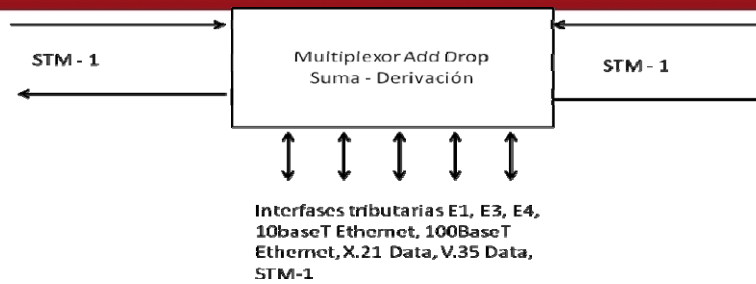 STM - 1
Multiplexor Add Drop
Suma - Derivación
STM - 1
Interfases tributarias E1, E3, E4,
10baseT Ethernet, 100BaseT
Ethernet, X.21 Data, V.35 Data,
STM-1